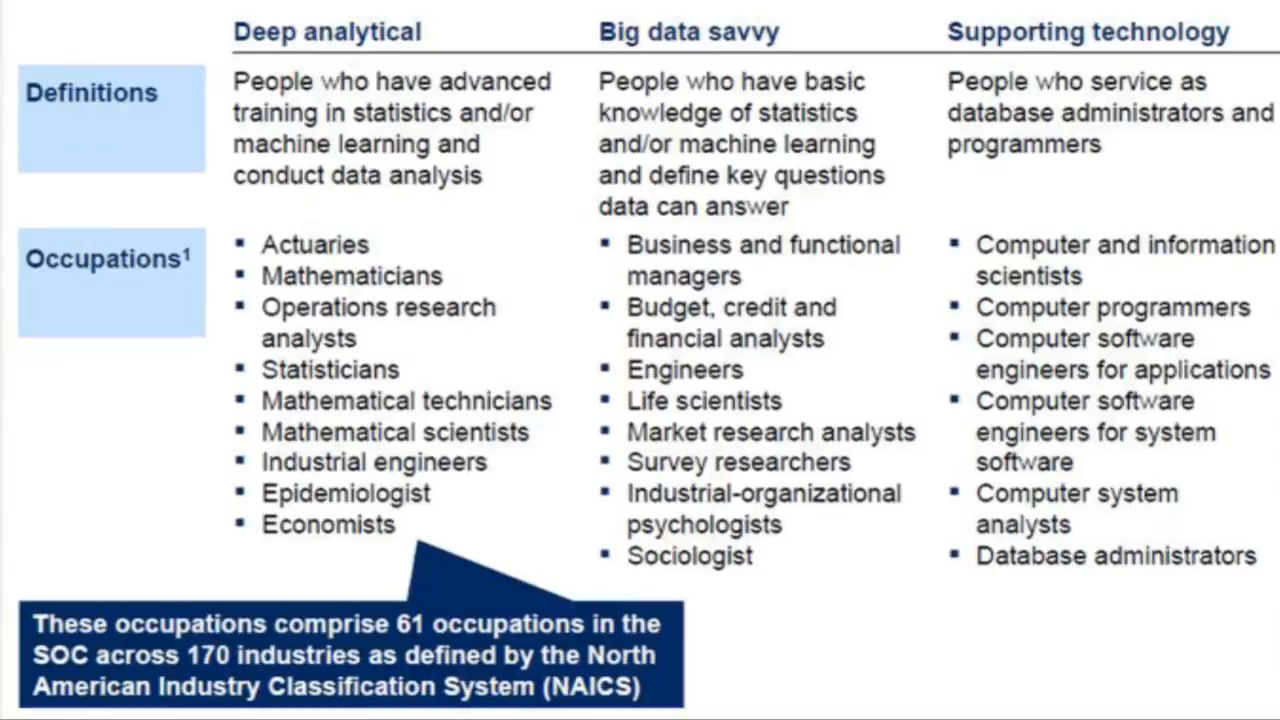 Deep analytical
Big data savvy
Supporting technology
Definitions
People who have advanced
training in statistics and/or
machine learning and
conduct data analysis
People who have basic
knowledge of statistics
and/or machine learning
and define key questions
data can answer
People who service as
database administrators and
programmers
Occupations¹
▪ Actuaries
▪ Mathematicians
▪ Operations research
analysts
▪ Statisticians
▪ Mathematical technicians
▪ Mathematical scientists
▪ Industrial engineers
▪ Epidemiologist
▪ Economists
▪ Business and functional
managers
▪ Budget, credit and
financial analysts
▪ Engineers
▪ Life scientists
▪ Market research analysts
▪ Survey researchers
▪ Industrial-organizational
psychologists
▪ Sociologist
▪ Computer and information
scientists
▪ Computer programmers
▪ Computer software
engineers for applications
▪ Computer software
engineers for system
software
▪ Computer system
analysts
▪ Database administrators
These occupations comprise 61 occupations in the
SOC across 170 industries as defined by the North
American Industry Classification System (NAICS)